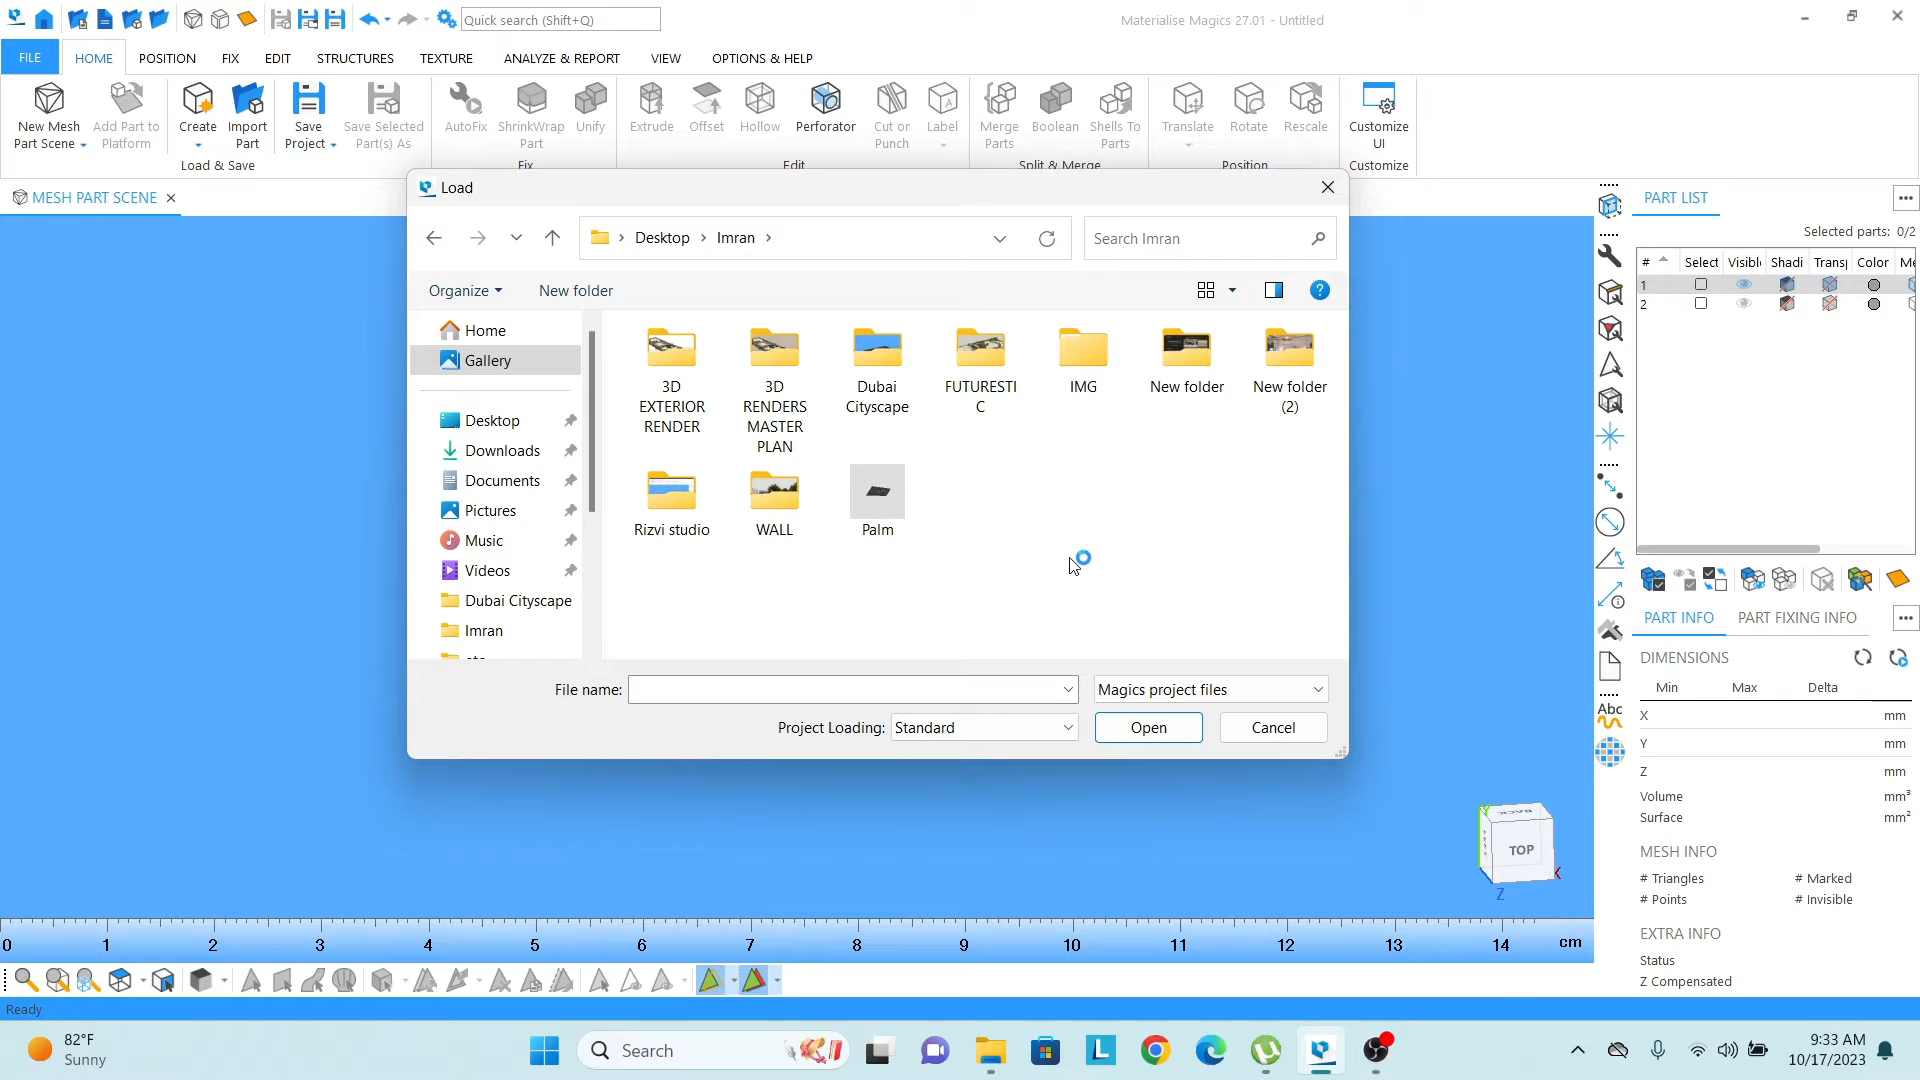 Quick search (Shift+Q)
Materialise Magics 27.01 - Untitled
FILE
HOME
POSITION
FIX
EDIT
STRUCTURES
TEXTURE
ANALYZE & REPORT
VIEW
OPTIONS & HELP
New Mesh
Part Scene
Add Part to
Platform
Create
Import
Part
Save
Project
Save Selected
Part(s) As
AutoFix
ShrinkWrap
Part
Unify
Extrude
Offset
Hollow
Perforator
Cut or
Punch
Label
Merge
Parts
Boolean
Shells To
Parts
Translate
Rotate
Rescale
Customize
UI
Load & Save
Fix
Edit
Split & Merge
Position
Customize
MESH PART SCENE
Load
Desktop
Imran
Search Imran
Organize
New folder
Home
Gallery
Desktop
Downloads
Documents
Pictures
Music
Videos
Dubai Cityscape
Imran
3D
EXTERIOR
RENDER
3D
RENDERS
MASTER
PLAN
Dubai
Cityscape
FUTURESTI
C
IMG
New folder
New folder
(2)
Rizvi studio
WALL
Palm
File name:
Magics project files
Project Loading:
Standard
Open
Cancel
PART LIST
Selected parts: 0/2
# Select Visibl Shadi Transp Color Me
1
2
PART INFO
PART FIXING INFO
DIMENSIONS
Min Max Delta
X mm
Y mm
Z mm
Volume mm³
Surface mm²
MESH INFO
# Triangles # Marked
# Points # Invisible
EXTRA INFO
Status
Z Compensated
Abc
BACK
TOP
Y
X
Z
0 1 2 3 4 5 6 7 8 9 10 11 12 13 14 cm
Ready
82°F
Sunny
Search
9:33 AM
10/17/2023